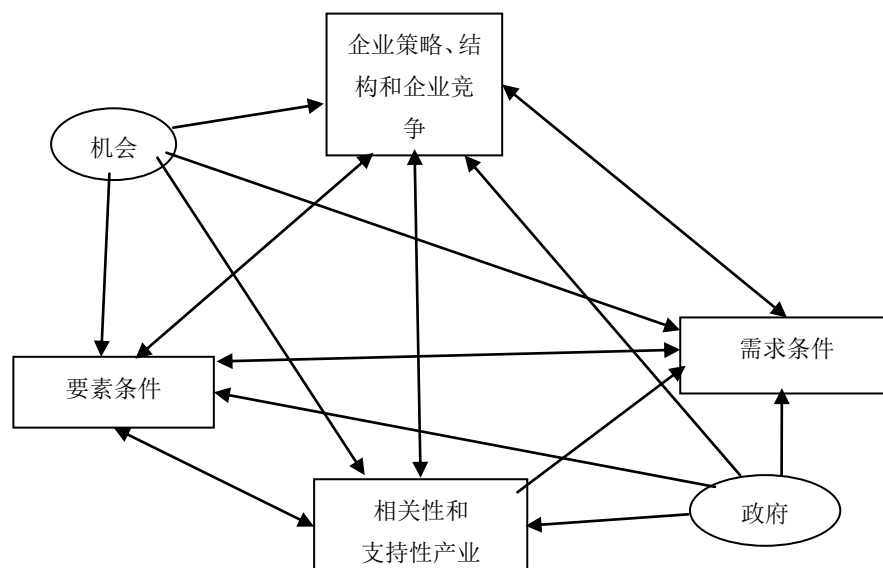 企业策略、结
构和企业竞
争
机会
需求条件
要素条件
相关性和
支持性产业
政府